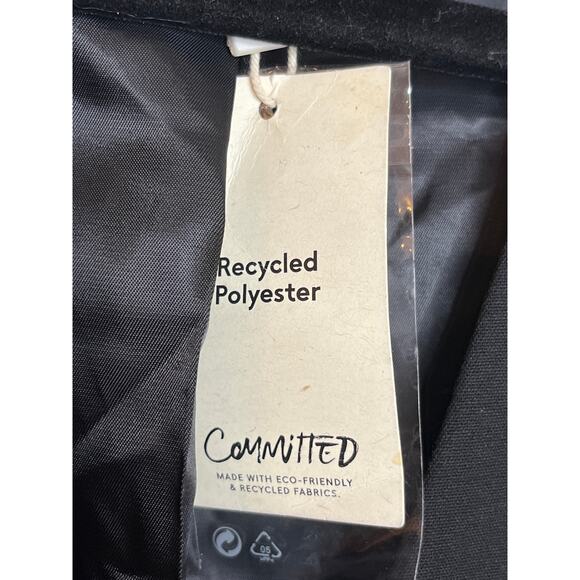 Recycled
Polyester
COMMITTED
MADE WITH ECO-FRIENDLY
& RECYCLED FABRICS.
05